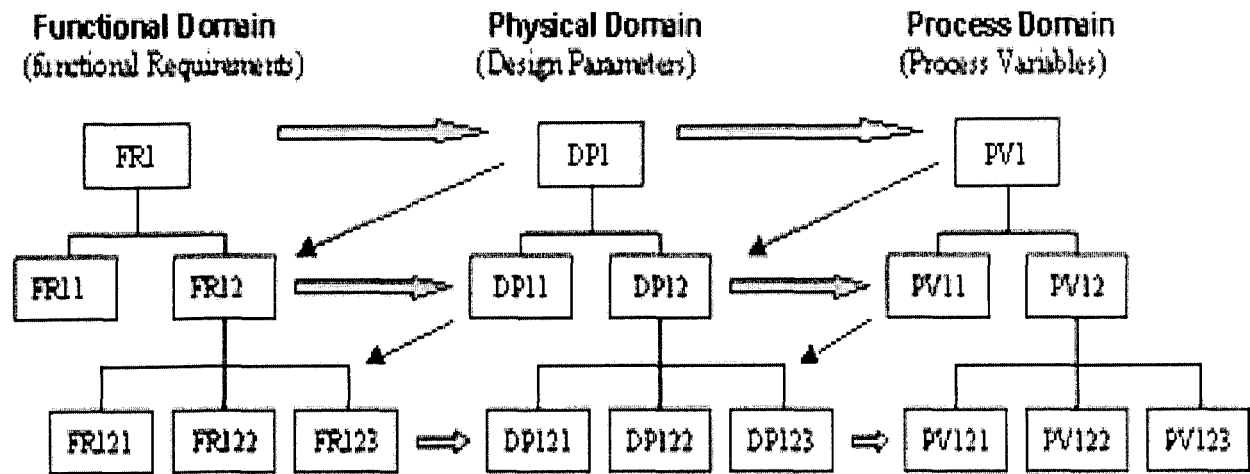 Functional Domain Physical Domain Process Domain
(functional Requirements) (Design Parameters) (Process Variables)
FR1 DP1 PV1
FR11 FR12 DP11 DP12 PV11 PV12
FR121 FR122 FR123 DP121 DP122 DP123 PV121 PV122 PV123